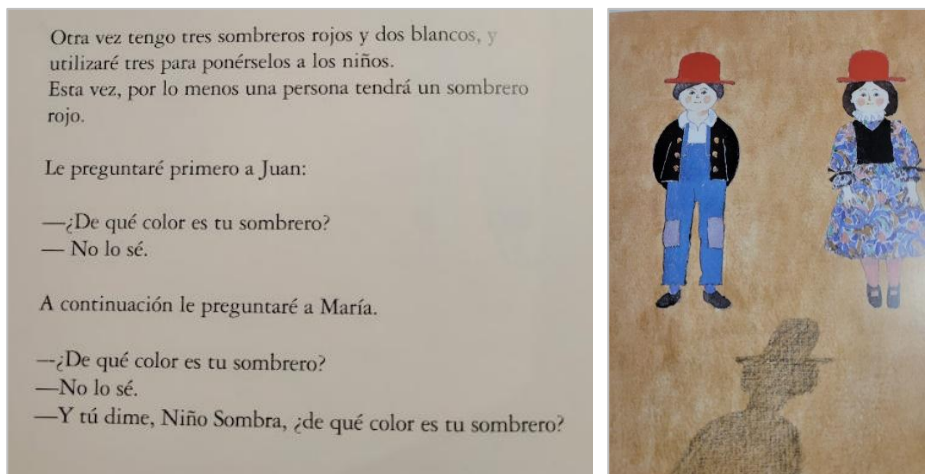 Otra vez tengo tres sombreros rojos y dos blancos, y
utilizaré tres para ponérselos a los niños.
Esta vez, por lo menos una persona tendrá un sombrero
rojo.
Le preguntaré primero a Juan:
—¿De qué color es tu sombrero?
— No lo sé.
A continuación le preguntaré a María.
—¿De qué color es tu sombrero?
—No lo sé.
—Y tú dime, Niño Sombra, ¿de qué color es tu sombrero?